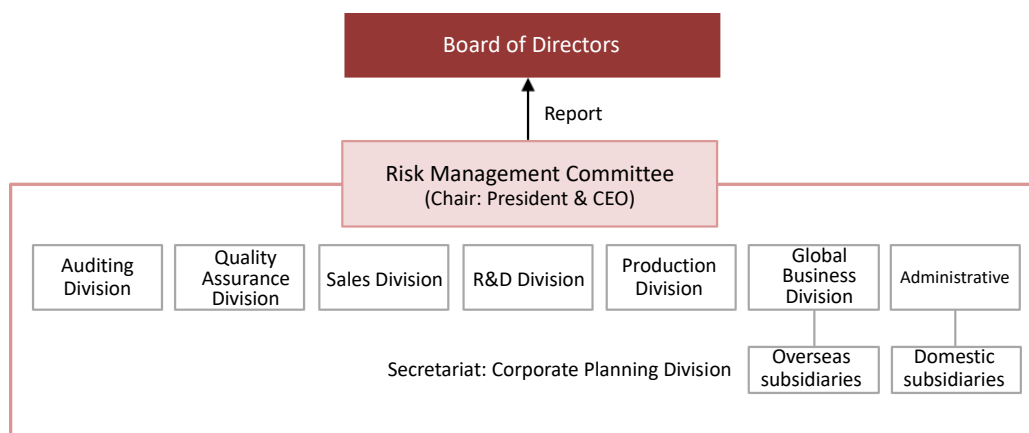 Board of Directors
Report
Risk Management Committee
(Chair: President & CEO)
Auditing
Division
Quality
Assurance
Division
Sales Division
R&D Division
Production
Division
Global
Business
Division
Administrative
Secretariat: Corporate Planning Division
Overseas
subsidiaries
Domestic
subsidiaries